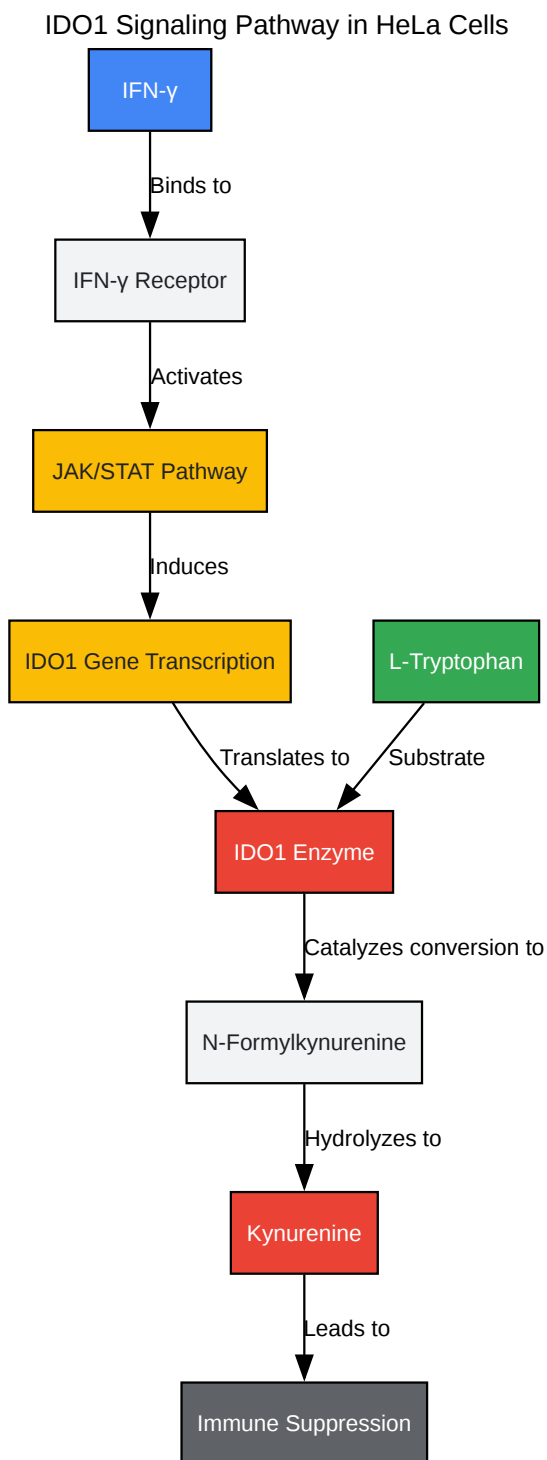 IDO1 Signaling Pathway in HeLa Cells
IFN-γ
Binds to
IFN-γ Receptor
Activates
JAK/STAT Pathway
Induces
IDO1 Gene Transcription
L-Tryptophan
Translates to
Substrate
IDO1 Enzyme
Catalyzes conversion to
N-Formylkynurenine
Hydrolyzes to
Kynurenine
Leads to
Immune Suppression